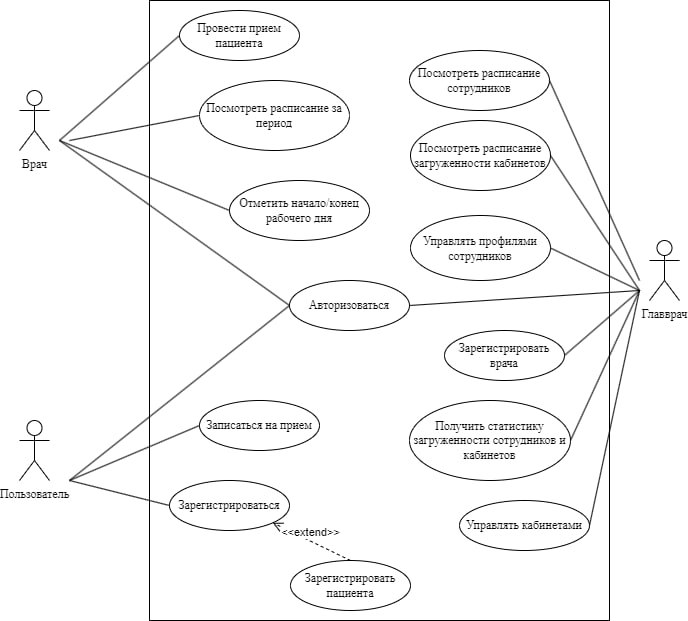 Провести прием
пациента
Посмотреть расписание
сотрудников
Посмотреть расписание за
период
Врач
Посмотреть расписание
загруженности кабинетов
Отметить начало/конец
рабочего дня
Управлять профилями
сотрудников
Авторизоваться
Главврач
Зарегистрировать
врача
Записаться на прием
Получить статистику
загруженности сотрудников и
кабинетов
Пользователь
Зарегистрироваться
Управлять кабинетами
<<extend>>
Зарегистрировать
пациента